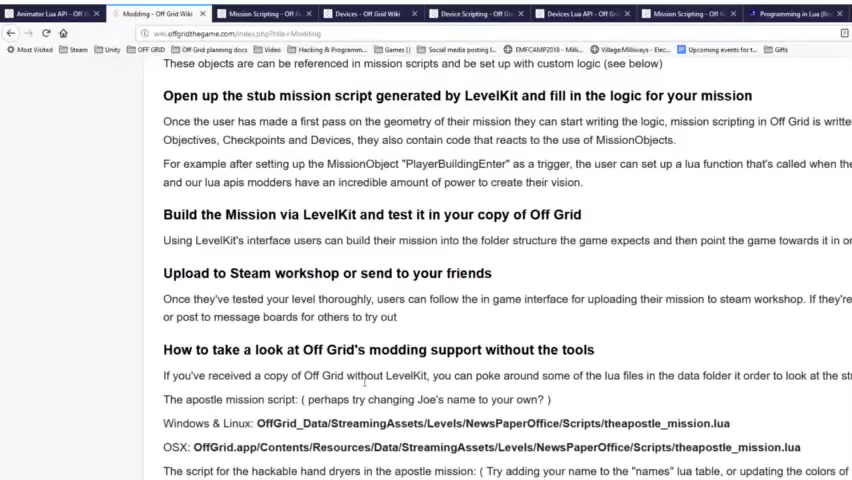 Animator Lua API - Off G
Modding - Off Grid Wiki
Mission Scripting - Off G
Devices - Off Grid Wiki
Device Scripting - Off G
Devices Lua API - Off Gri
Mission Scripting - Off G
Programming in Lua (fir
wiki.offgridthegame.com/index.php?title=Modding
Most Visited Steam Unity OFF GRID Off Grid planning docs Video Hacking & Programm... Games () Social media posting l... EMFCAMP2018 - Milli... Village:Milliways - Elec... Upcoming events for t... Gifts
These objects are can be referenced in mission scripts and be set up with custom logic (see below)
Open up the stub mission script generated by LevelKit and fill in the logic for your mission
Once the user has made a first pass on the geometry of their mission they can start writing the logic, mission scripting in Off Grid is writte
Objectives, Checkpoints and Devices, they also contain code that reacts to the use of MissionObjects.
For example after setting up the MissionObject "PlayerBuildingEnter" as a trigger, the user can set up a lua function that's called when the
and our lua apis modders have an incredible amount of power to create their vision.
Build the Mission via LevelKit and test it in your copy of Off Grid
Using LevelKit's interface users can build their mission into the folder structure the game expects and then point the game towards it in or
Upload to Steam workshop or send to your friends
Once they've tested your level thoroughly, users can follow the in game interface for uploading their mission to steam workshop. If they're
or post to message boards for others to try out
How to take a look at Off Grid's modding support without the tools
If you've received a copy of Off Grid without LevelKit, you can poke around some of the lua files in the data folder it order to look at the st
The apostle mission script: ( perhaps try changing Joe's name to your own? )
Windows & Linux: OffGrid_Data/StreamingAssets/Levels/NewsPaperOffice/Scripts/theapostle_mission.lua
OSX: OffGrid.app/Contents/Resources/Data/StreamingAssets/Levels/NewsPaperOffice/Scripts/theapostle_mission.lua
The script for the hackable hand dryers in the apostle mission: ( Try adding your name to the "names" lua table, or updating the colors of